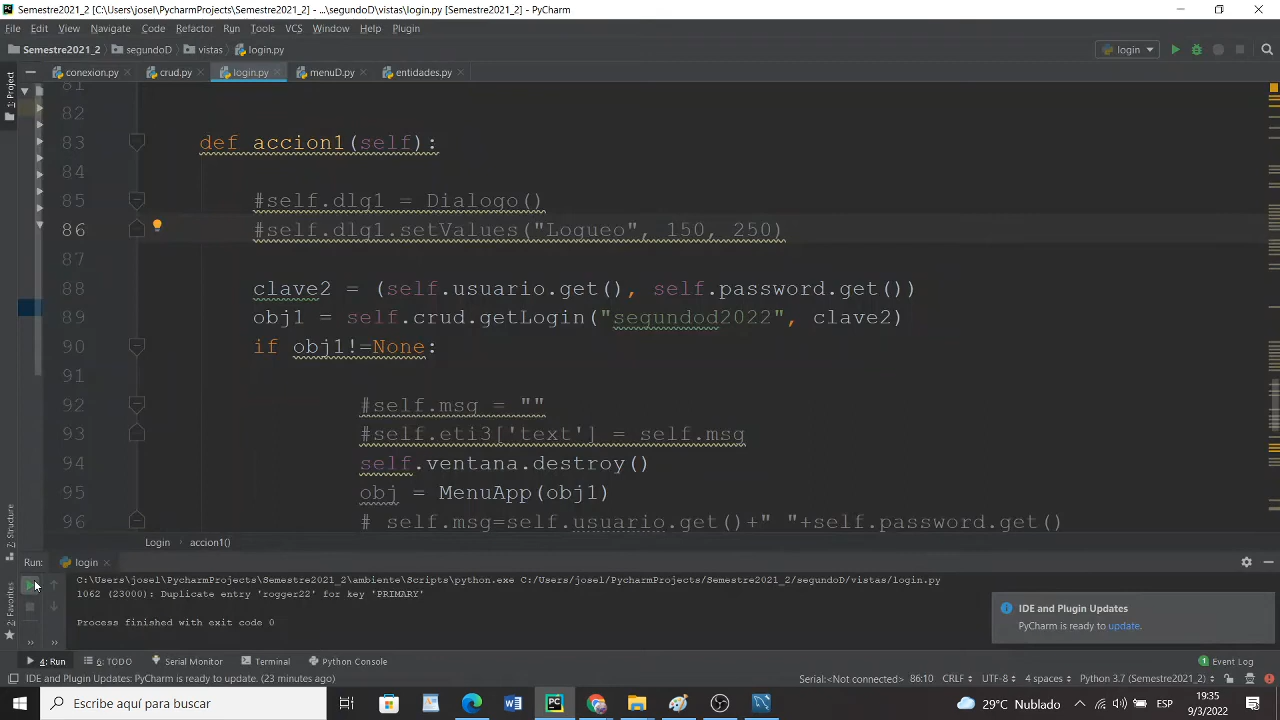 Semestre2021_2 [C:\Users\josel\PycharmProjects\Semestre2021_2] - ...\segundoD\vistas\login.py [Semestre2021_2] - PyCharm
File Edit View Navigate Code Refactor Run Tools VCS Window Help Plugin
Semestre2021_2 segundoD vistas login.py login
conexion.py crud.py login.py menuD.py entidades.py
1: Project
81
82
83 def accion1(self):
84
85 #self.dlg1 = Dialogo()
86 #self.dlg1.setValues("Logueo", 150, 250)
87
88 clave2 = (self.usuario.get(), self.password.get())
89 obj1 = self.crud.getLogin("segundod2022", clave2)
90 if obj1!=None:
91
92 #self.msg = ""
93 #self.eti3['text'] = self.msg
94 self.ventana.destroy()
95 obj = MenuApp(obj1)
96 # self.msg=self.usuario.get()+" "+self.password.get()
7: Structure
Login accion1()
Run: login
2: Favorites
C:\Users\josel\PycharmProjects\Semestre2021_2\ambiente\Scripts\python.exe C:/Users/josel/PycharmProjects/Semestre2021_2/segundoD/vistas/login.py
1062 (23000): Duplicate entry 'rogger22' for key 'PRIMARY'
Process finished with exit code 0
IDE and Plugin Updates
PyCharm is ready to update.
4: Run 6: TODO Serial Monitor Terminal Python Console Event Log
IDE and Plugin Updates: PyCharm is ready to update. (23 minutes ago) Serial:<not connected> 86:10 CRLF UTF-8 4 spaces Python 3.7 (Semestre2021_2)
Escribe aquí para buscar 29°C Nublado ESP 19:35
9/3/2022